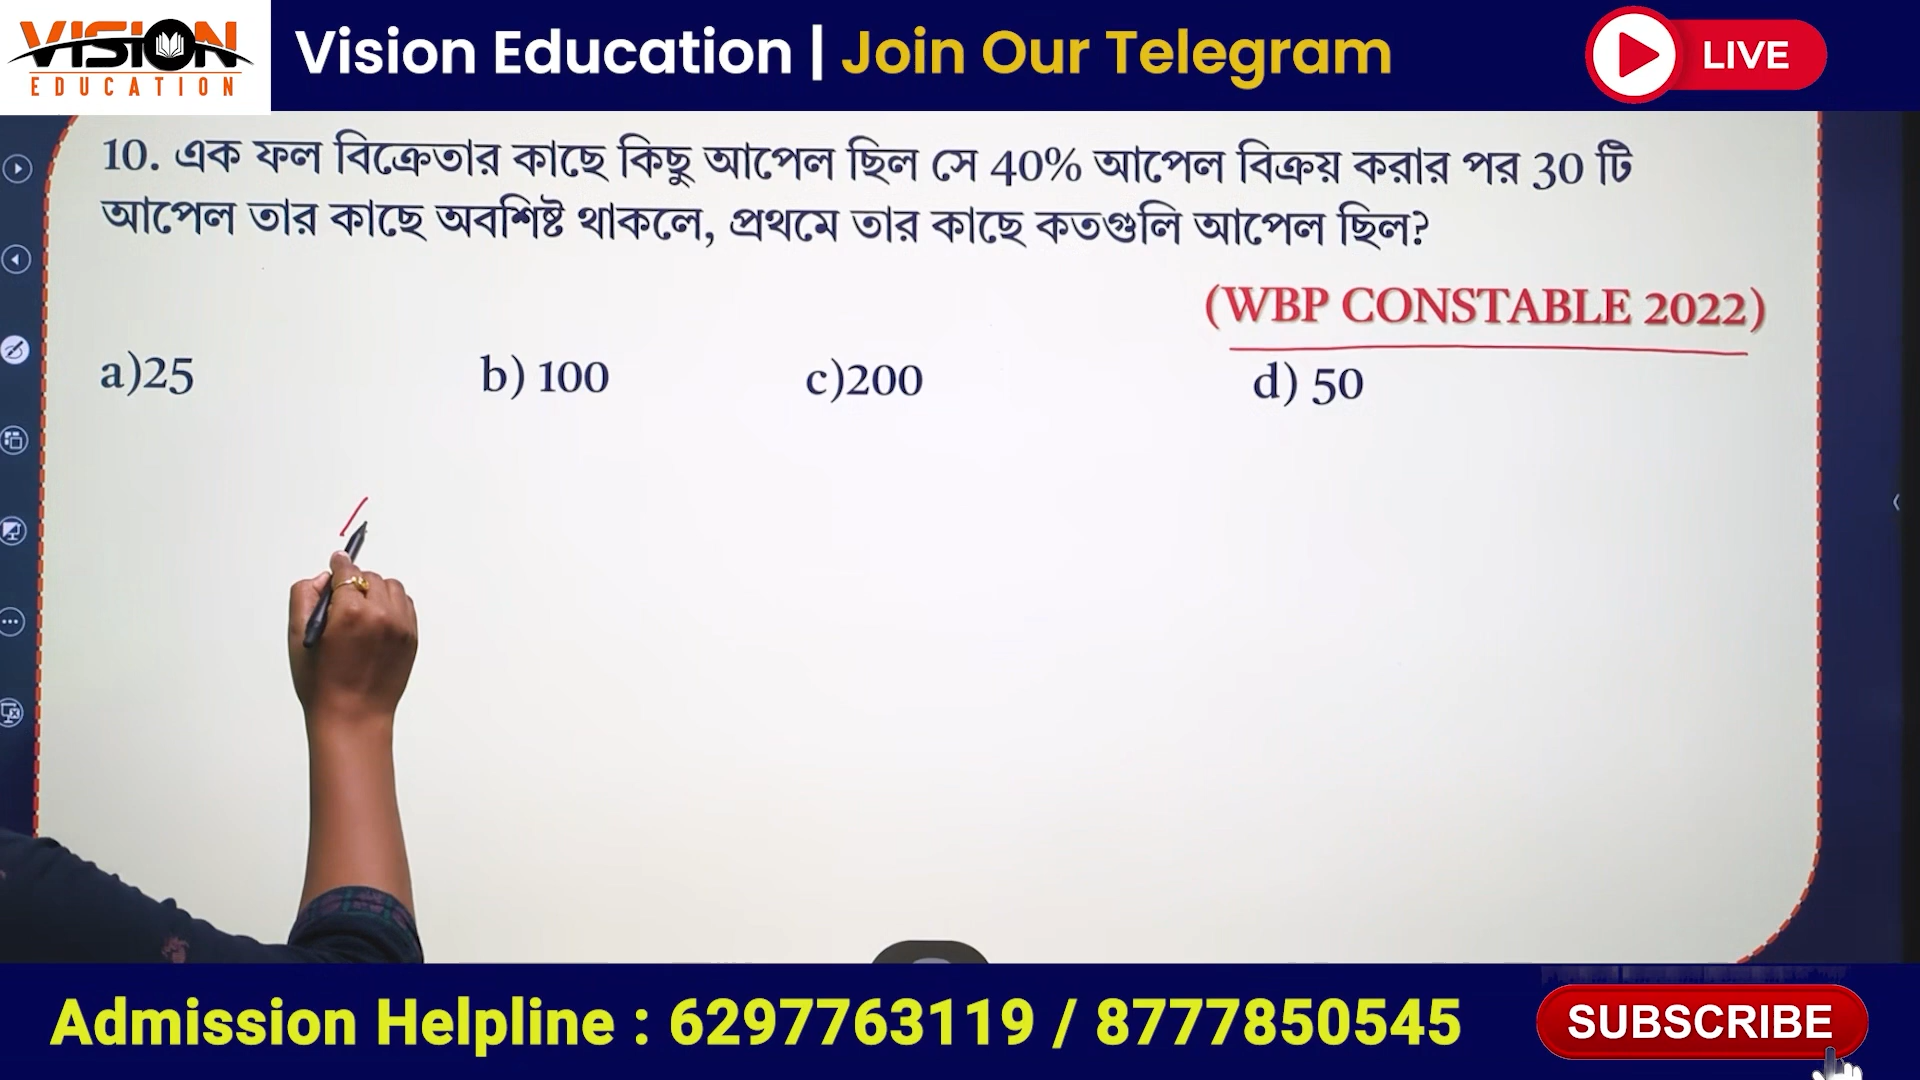 VISION
EDUCATION
Vision Education | Join Our Telegram
LIVE
10. এক ফল বিক্রেতার কাছে কিছু আপেল ছিল সে 40% আপেল বিক্রয় করার পর 30 টি
আপেল তার কাছে অবশিষ্ট থাকলে, প্রথমে তার কাছে কতগুলি আপেল ছিল?
(WBP CONSTABLE 2022)
a)25 b) 100 c)200 d) 50
Admission Helpline : 6297763119 / 8777850545
SUBSCRIBE